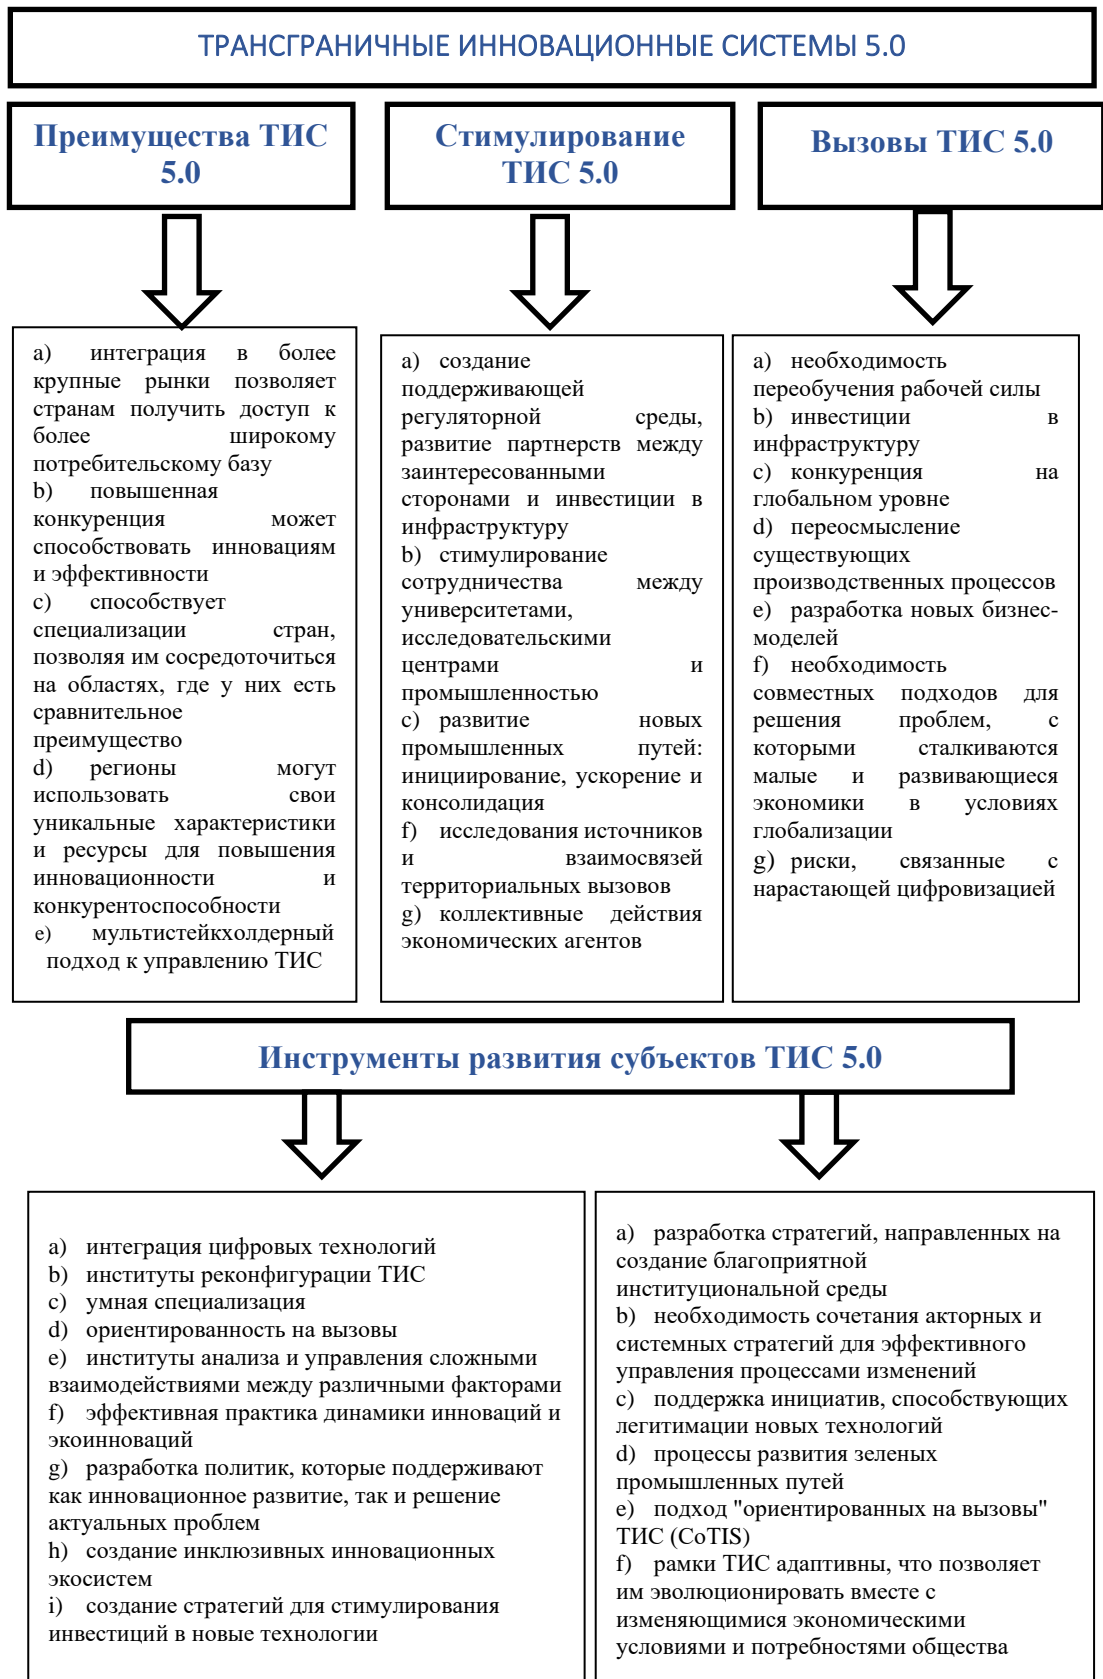 ТРАНСГРАНИЧНЫЕ ИННОВАЦИОННЫЕ СИСТЕМЫ 5.0
Преимущества ТИС
5.0
Стимулирование
ТИС 5.0
Вызовы ТИС 5.0
a) интеграция в более
крупные рынки позволяет
странам получить доступ к
более широкому
потребительскому базу
b) повышенная
конкуренция может
способствовать инновациям
и эффективности
c) способствует
специализации стран,
позволяя им сосредоточиться
на областях, где у них есть
сравнительное
преимущество
d) регионы могут
использовать свои
уникальные характеристики
и ресурсы для повышения
инновационности и
конкурентоспособности
e) мультистейкхолдерный
подход к управлению ТИС
a) создание
поддерживающей
регуляторной среды,
развитие партнерств между
заинтересованными
сторонами и инвестиции в
инфраструктуру
b) стимулирование
сотрудничества между
университетами,
исследовательскими
центрами и
промышленностью
c) развитие новых
промышленных путей:
инициирование, ускорение и
консолидация
f) исследования источников
и взаимосвязей
территориальных вызовов
g) коллективные действия
экономических агентов
a) необходимость
переобучения рабочей силы
b) инвестиции в
инфраструктуру
c) конкуренция на
глобальном уровне
d) переосмысление
существующих
производственных процессов
e) разработка новых бизнес-
моделей
f) необходимость
совместных подходов для
решения проблем, с
которыми сталкиваются
малые и развивающиеся
экономики в условиях
глобализации
g) риски, связанные с
нарастающей цифровизацией
Инструменты развития субъектов ТИС 5.0
a) интеграция цифровых технологий
b) институты реконфигурации ТИС
c) умная специализация
d) ориентированность на вызовы
e) институты анализа и управления сложными
взаимодействиями между различными факторами
f) эффективная практика динамики инноваций и
экоинноваций
g) разработка политик, которые поддерживают
как инновационное развитие, так и решение
актуальных проблем
h) создание инклюзивных инновационных
экосистем
i) создание стратегий для стимулирования
инвестиций в новые технологии
a) разработка стратегий, направленных на
создание благоприятной
институциональной среды
b) необходимость сочетания акторных и
системных стратегий для эффективного
управления процессами изменений
c) поддержка инициатив, способствующих
легитимации новых технологий
d) процессы развития зеленых
промышленных путей
e) подход "ориентированных на вызовы"
ТИС (CoTIS)
f) рамки ТИС адаптивны, что позволяет
им эволюционировать вместе с
изменяющимися экономическими
условиями и потребностями общества